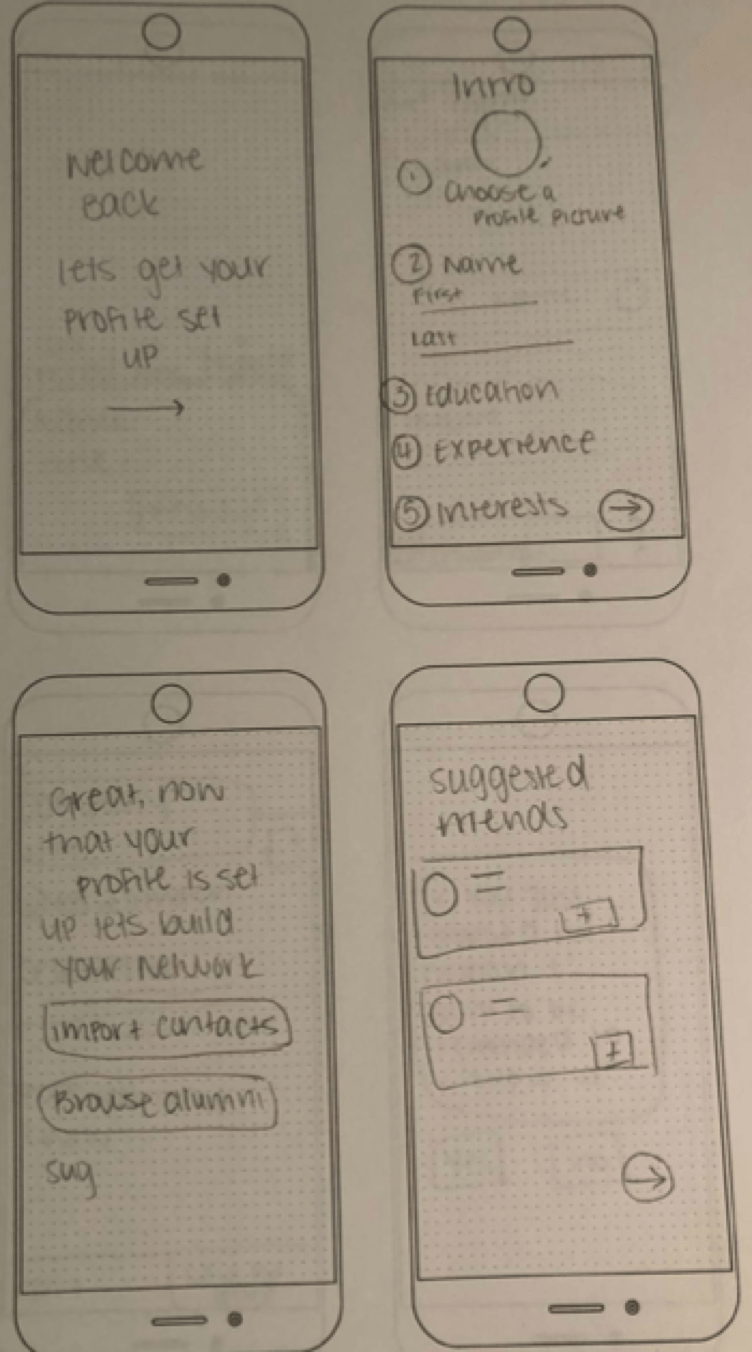 Welcome
Back
lets get your
profile set
up
Intro
1
Choose a
Profile Picture
2 Name
First
Last
3 Education
4 Experience
5 Interests
Great, now
that your
profile is set
up lets build
your network
import contacts
Browse alumni
sug
suggested
friends
+
+